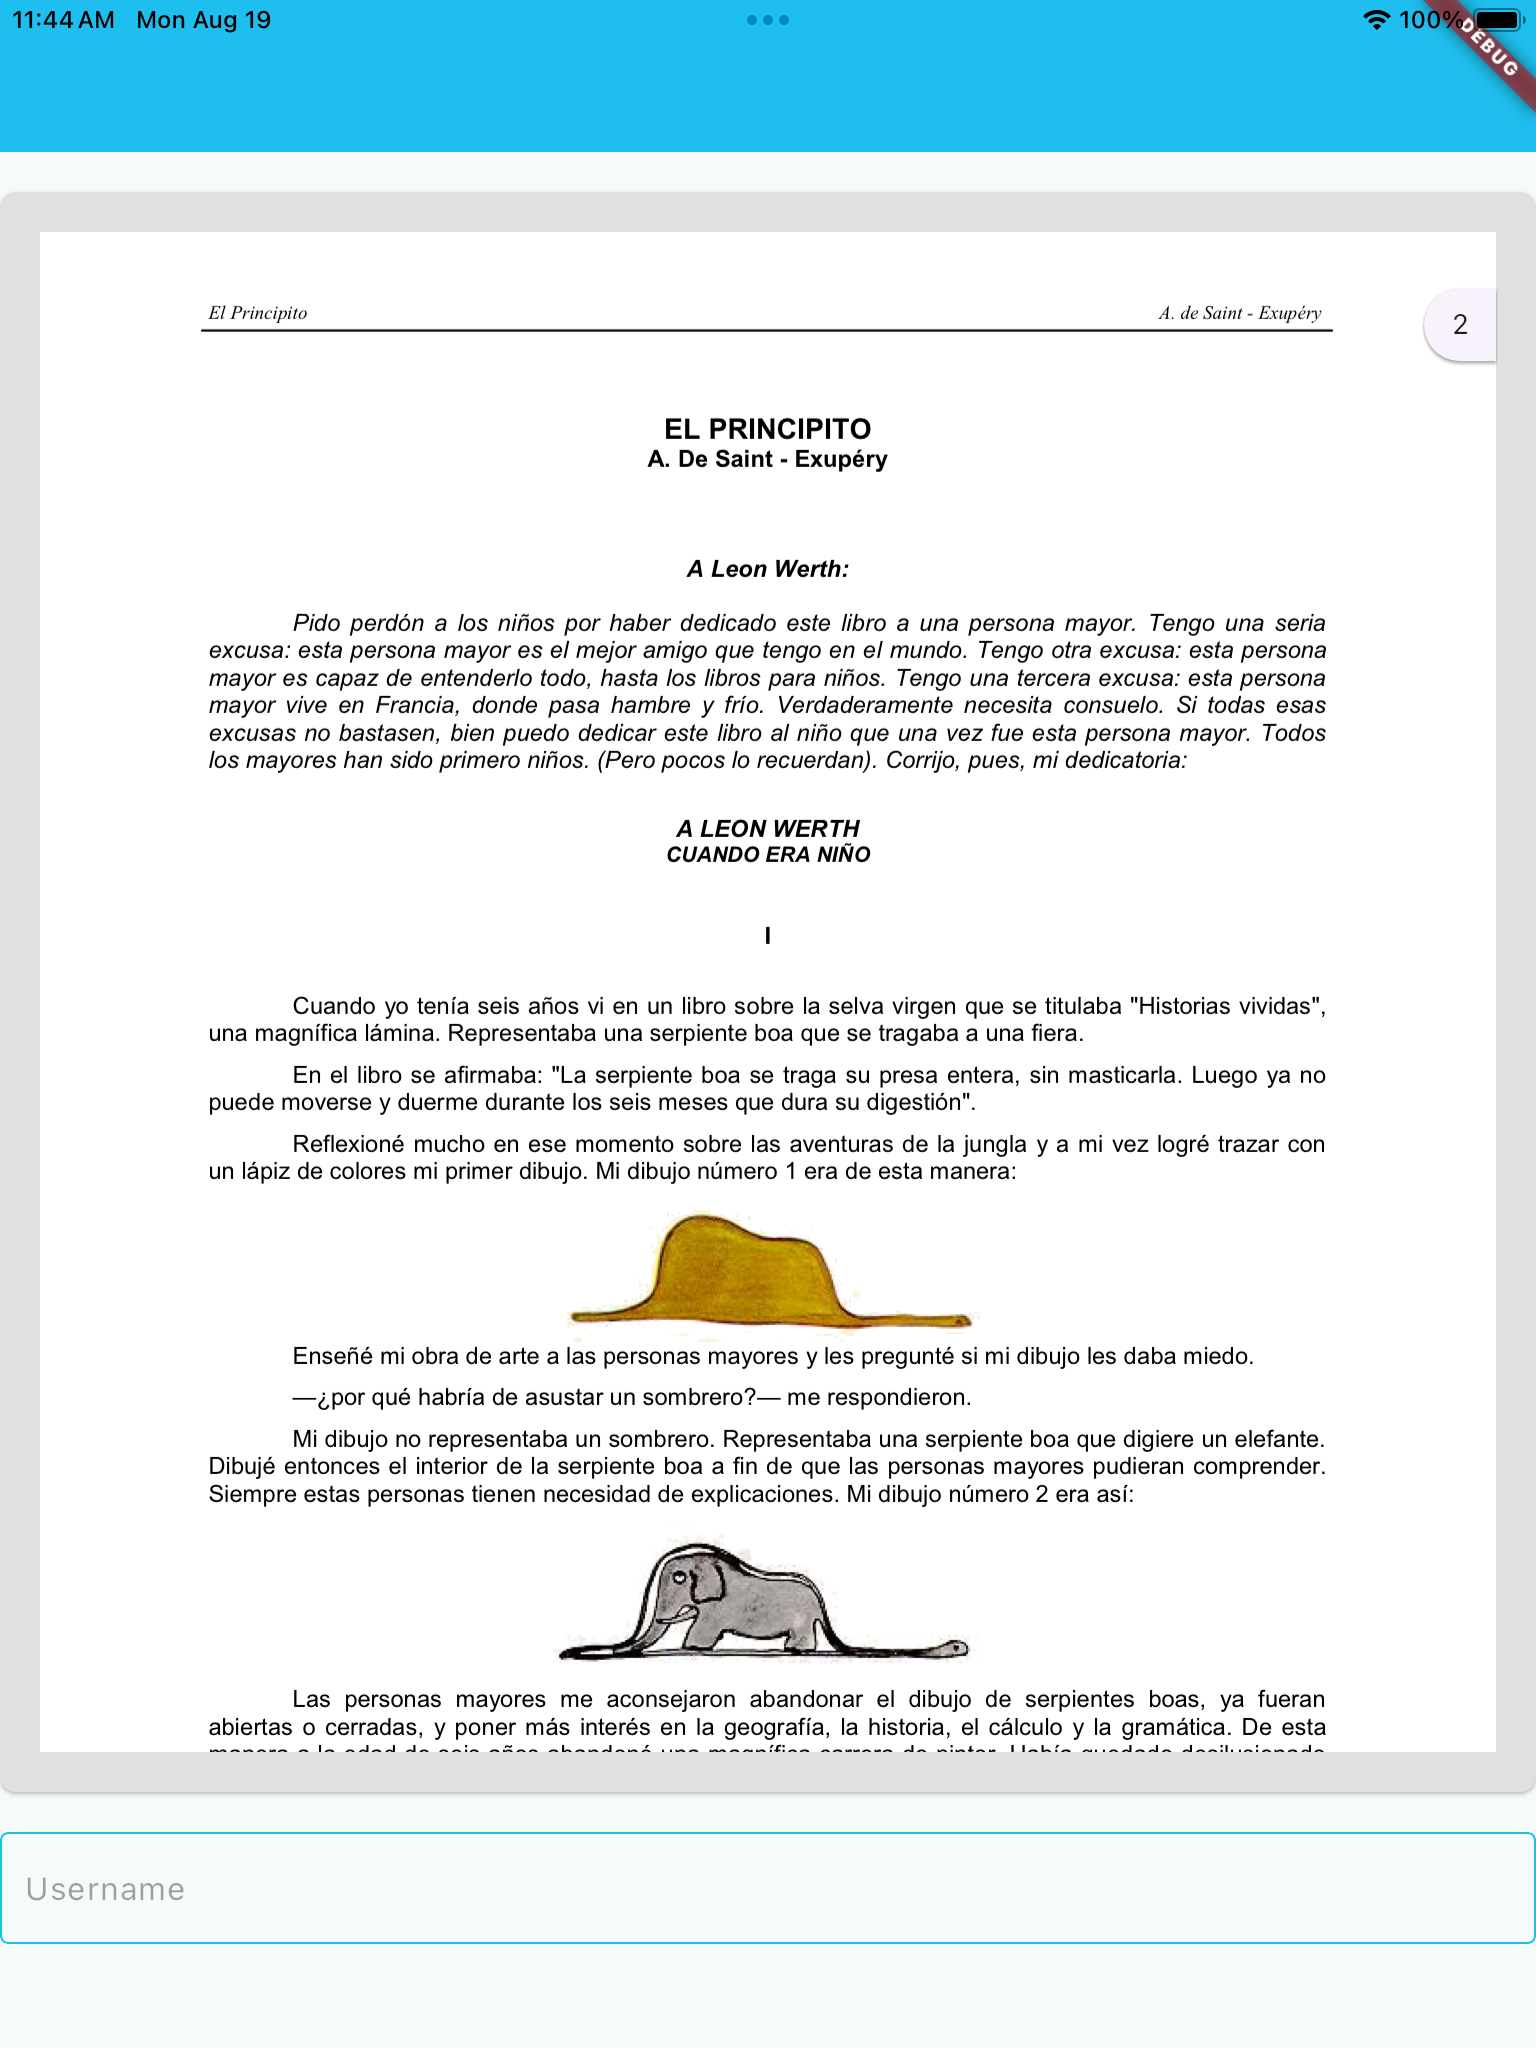 11:44 AM Mon Aug 19
100%
DEBUG
El Principito
A. de Saint - Exupéry
2
EL PRINCIPITO
A. De Saint - Exupéry
A Leon Werth:
Pido perdón a los niños por haber dedicado este libro a una persona mayor. Tengo una seria
excusa: esta persona mayor es el mejor amigo que tengo en el mundo. Tengo otra excusa: esta persona
mayor es capaz de entenderlo todo, hasta los libros para niños. Tengo una tercera excusa: esta persona
mayor vive en Francia, donde pasa hambre y frío. Verdaderamente necesita consuelo. Si todas esas
excusas no bastasen, bien puedo dedicar este libro al niño que una vez fue esta persona mayor. Todos
los mayores han sido primero niños. (Pero pocos lo recuerdan). Corrijo, pues, mi dedicatoria:
A LEON WERTH
CUANDO ERA NIÑO
I
Cuando yo tenía seis años vi en un libro sobre la selva virgen que se titulaba "Historias vividas",
una magnífica lámina. Representaba una serpiente boa que se tragaba a una fiera.
En el libro se afirmaba: "La serpiente boa se traga su presa entera, sin masticarla. Luego ya no
puede moverse y duerme durante los seis meses que dura su digestión".
Reflexioné mucho en ese momento sobre las aventuras de la jungla y a mi vez logré trazar con
un lápiz de colores mi primer dibujo. Mi dibujo número 1 era de esta manera:
Enseñé mi obra de arte a las personas mayores y les pregunté si mi dibujo les daba miedo.
—¿por qué habría de asustar un sombrero?— me respondieron.
Mi dibujo no representaba un sombrero. Representaba una serpiente boa que digiere un elefante.
Dibujé entonces el interior de la serpiente boa a fin de que las personas mayores pudieran comprender.
Siempre estas personas tienen necesidad de explicaciones. Mi dibujo número 2 era así:
Las personas mayores me aconsejaron abandonar el dibujo de serpientes boas, ya fueran
abiertas o cerradas, y poner más interés en la geografía, la historia, el cálculo y la gramática. De esta
manera a la edad de seis años abandoné una magnífica carrera de pintor. Había quedado desilusionado
Username